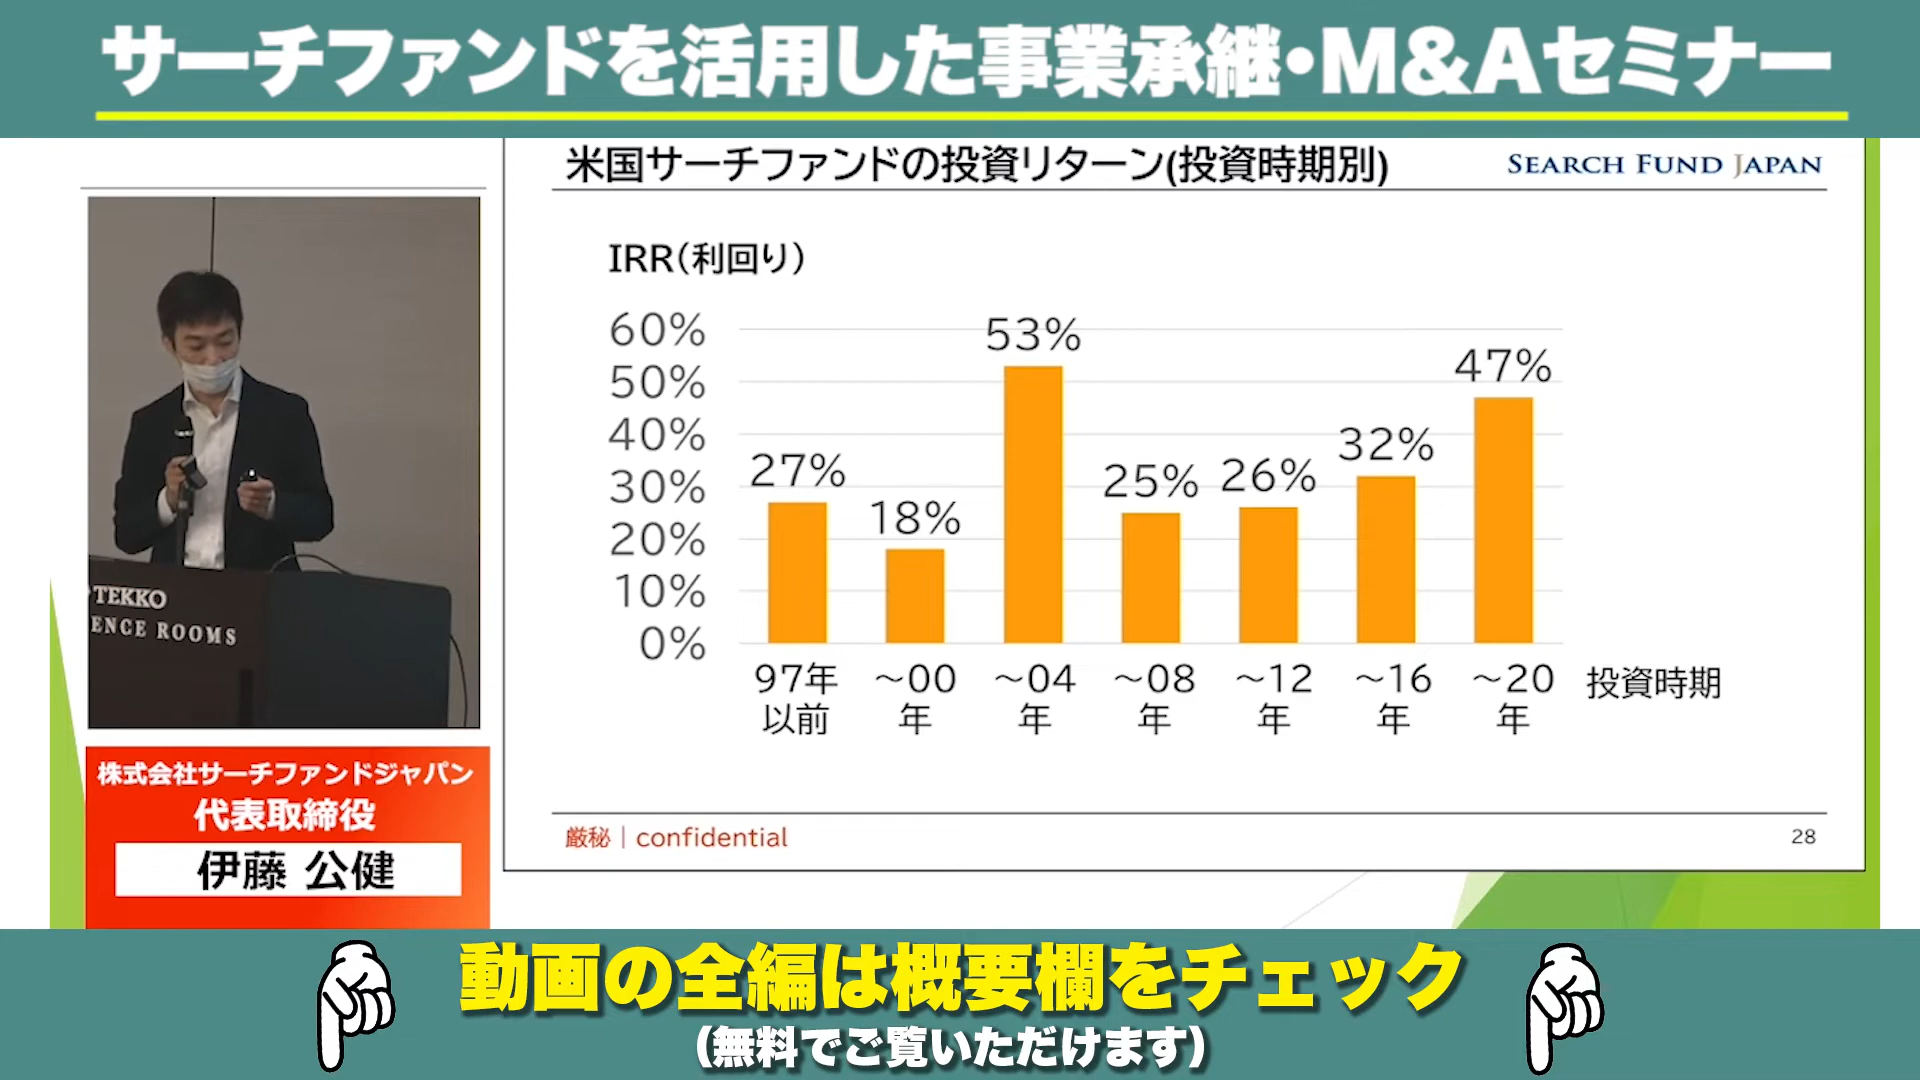 サーチファンドを活用した事業承継・M&Aセミナー
米国サーチファンドの投資リターン(投資時期別)
SEARCH FUND JAPAN
IRR(利回り)
60%
50%
40%
30%
20%
10%
0%
27%
18%
53%
25%
26%
32%
47%
97年
以前
～00
年
～04
年
～08
年
～12
年
～16
年
～20
年
投資時期
厳秘｜confidential
28
TEKKO
ENCE ROOMS
株式会社サーチファンドジャパン
代表取締役
伊藤 公健
動画の全編は概要欄をチェック
(無料でご覧いただけます)